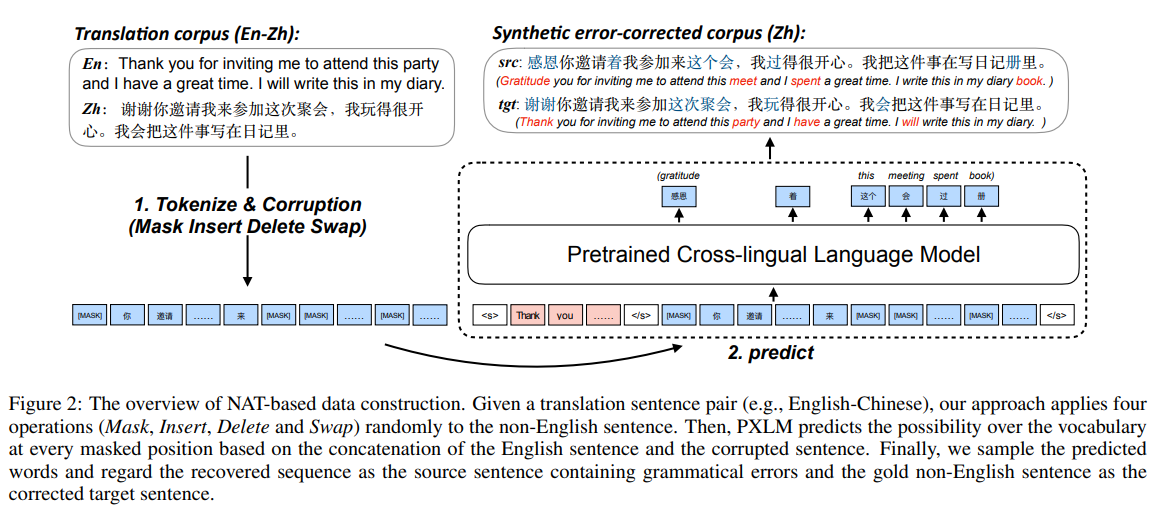 Translation corpus (En-Zh):
En: Thank you for inviting me to attend this party
and I have a great time. I will write this in my diary.
Zh: 谢谢你邀请我来参加这次聚会，我玩得很开
心。我会把这件事写在日记里。
1. Tokenize & Corruption
(Mask Insert Delete Swap)
[MASK] 你 邀请 …… 来 [MASK] [MASK] …… [MASK] ……
Synthetic error-corrected corpus (Zh):
src: 感恩你邀请着我参加来这个会，我过得很开心。我把这件事在写日记册里。
(Gratitude you for inviting me to attend this meet and I spent a great time. I write this in my diary book. )
tgt: 谢谢你邀请我来参加这次聚会，我玩得很开心。我会把这件事写在日记里。
(Thank you for inviting me to attend this party and I have a great time. I will write this in my diary. )
(gratitude this meeting spent book)
感恩 着 这个 会 过 册
Pretrained Cross-lingual Language Model
<s> Thank you …… </s> [MASK] 你 邀请 …… 来 [MASK] [MASK] …… [MASK] …… </s>
2. predict
Figure 2: The overview of NAT-based data construction. Given a translation sentence pair (e.g., English-Chinese), our approach applies four
operations (Mask, Insert, Delete and Swap) randomly to the non-English sentence. Then, PXLM predicts the possibility over the vocabulary
at every masked position based on the concatenation of the English sentence and the corrupted sentence. Finally, we sample the predicted
words and regard the recovered sequence as the source sentence containing grammatical errors and the gold non-English sentence as the
corrected target sentence.